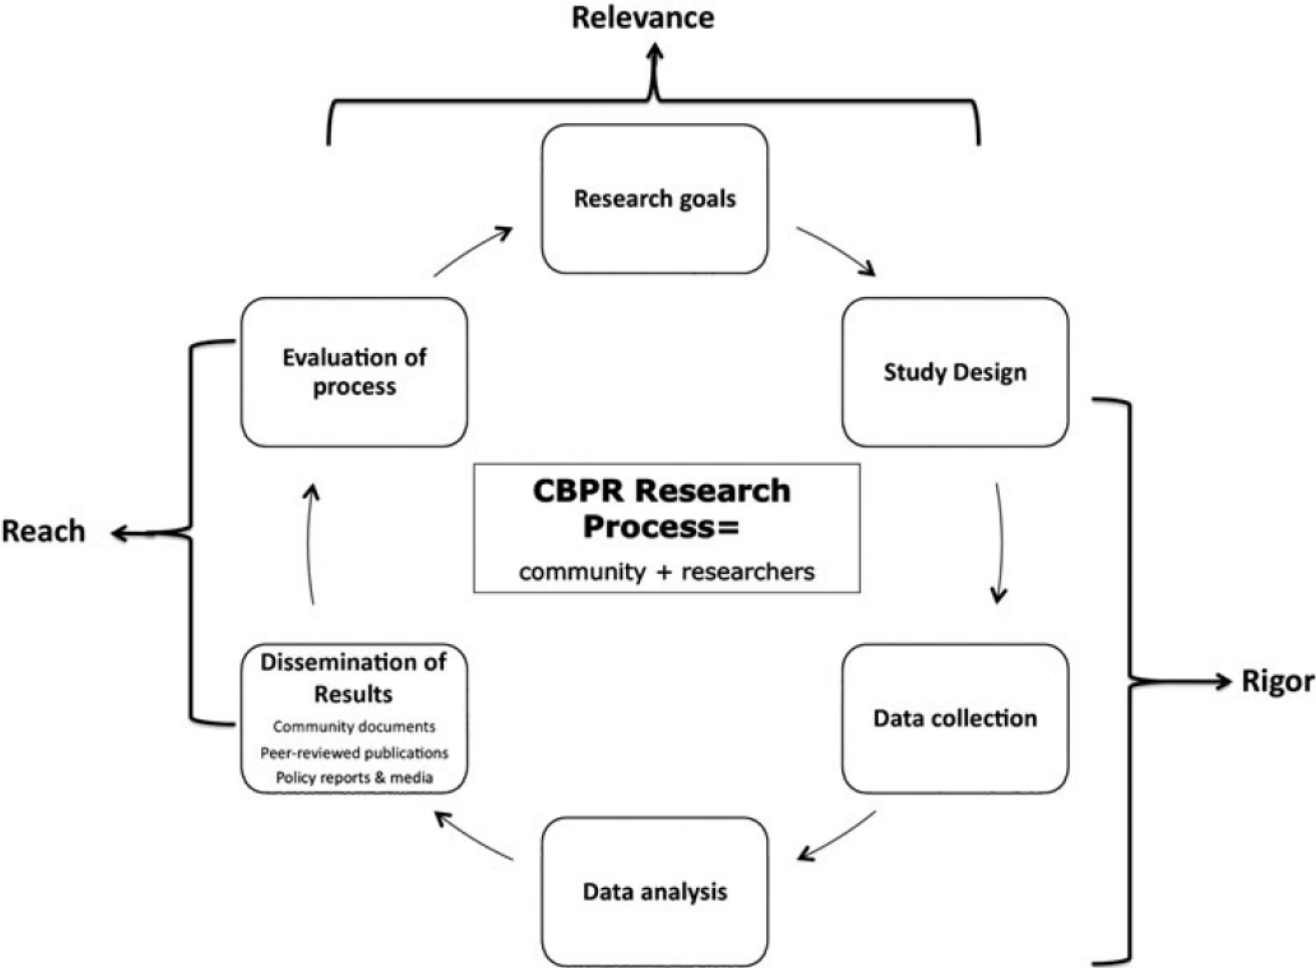 Relevance
Research goals
Evaluation of
process
Study Design
CBPR Research
Process=
community + researchers
Reach
Rigor
Dissemination of
Results
Community documents
Peer-reviewed publications
Policy reports & media
Data collection
Data analysis